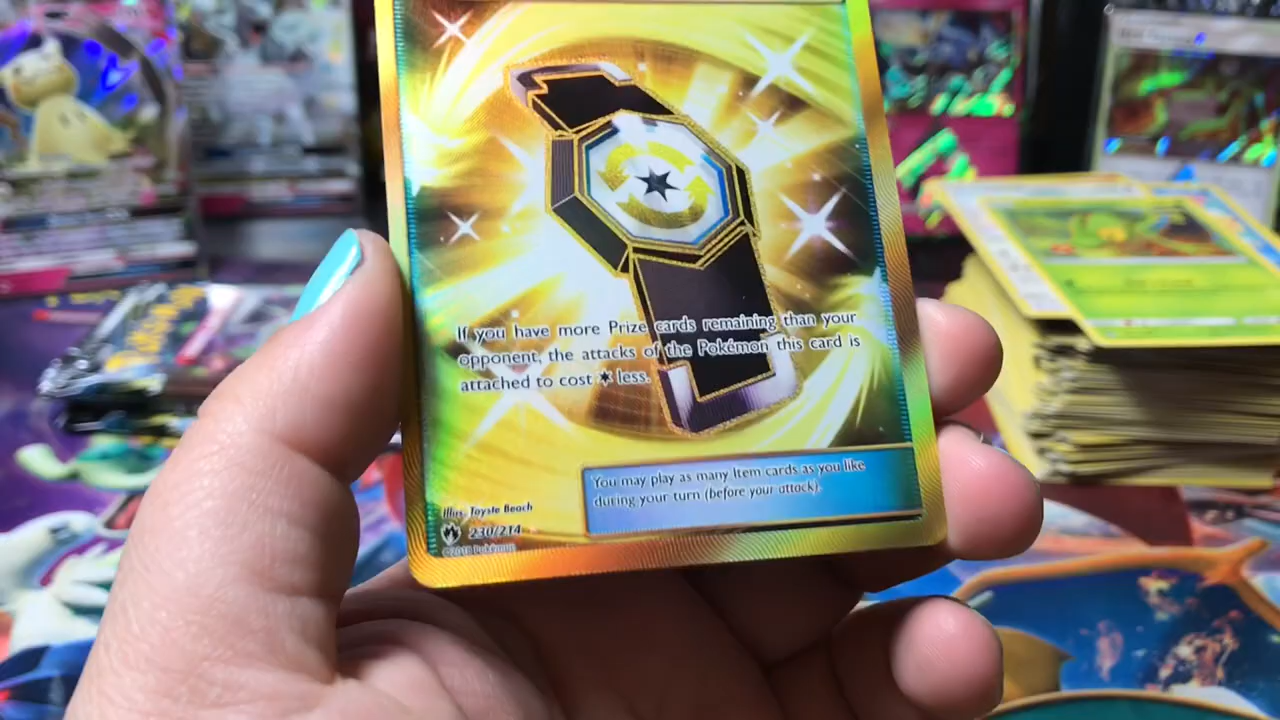 If you have more Prize cards remaining than your
opponent, the attacks of the Pokémon this card is
attached to cost less.
You may play as many Item cards as you like
during your turn (before your attack).
Illus. Toyste Beach
230/214
©2018 Pokémon